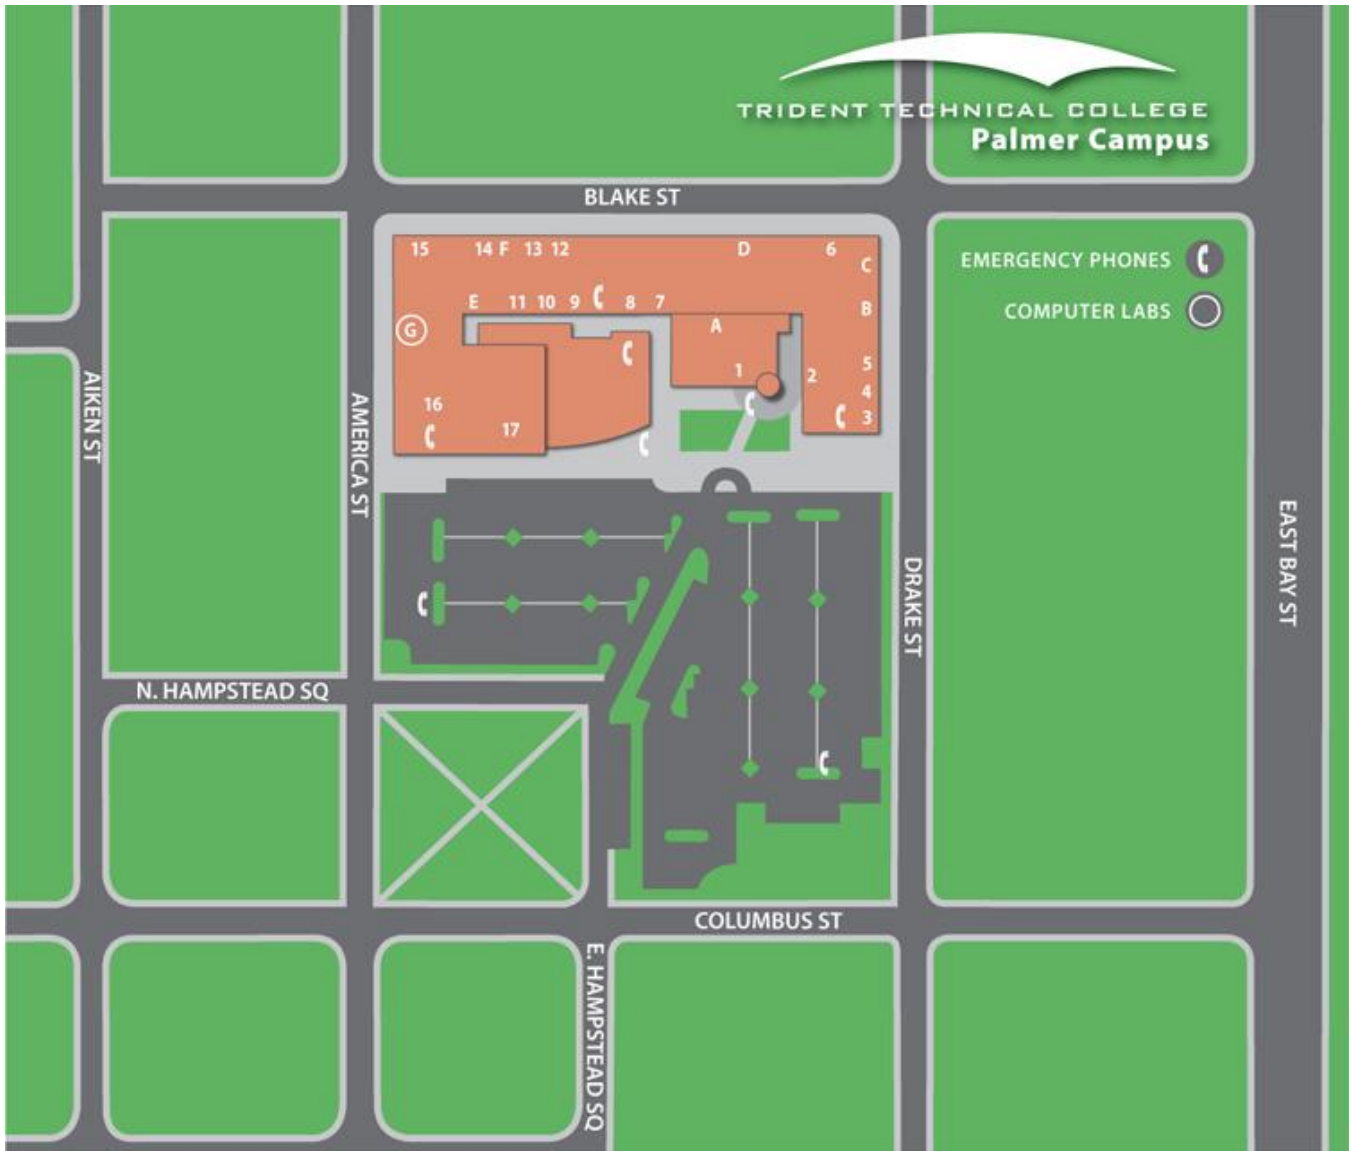 TRIDENT TECHNICAL COLLEGE
Palmer Campus
BLAKE ST
15 14 F 13 12 D 6
C
EMERGENCY PHONES
E 11 10 9 8 7
B
COMPUTER LABS
G
A
1
2
5
4
3
16
17
AIKEN ST
AMERICA ST
DRAKE ST
EAST BAY ST
N. HAMPSTEAD SQ
COLUMBUS ST
E. HAMPSTEAD SQ